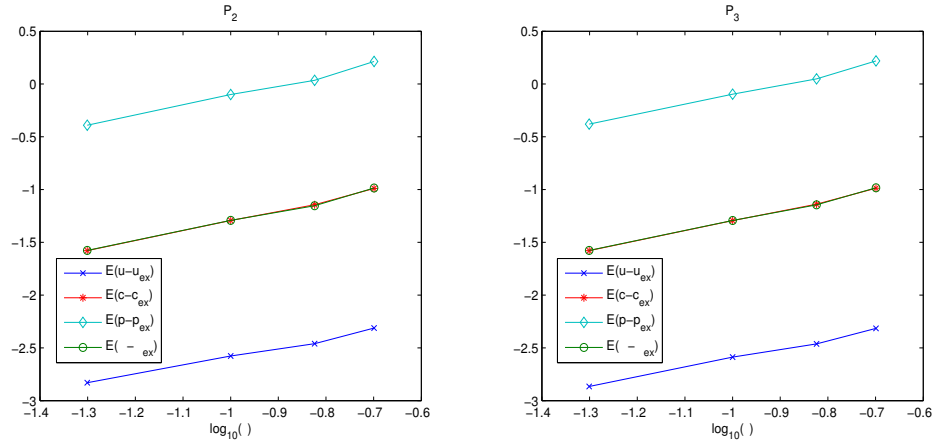 P2
0.5
0
−0.5
−1
−1.5
−2
−2.5
−3
E(u−uex)
E(c−cex)
E(p−pex)
E( − ex)
−1.4 −1.3 −1.2 −1.1 −1 −0.9 −0.8 −0.7 −0.6
log10( )
P3
0.5
0
−0.5
−1
−1.5
−2
−2.5
−3
E(u−uex)
E(c−cex)
E(p−pex)
E( − ex)
−1.4 −1.3 −1.2 −1.1 −1 −0.9 −0.8 −0.7 −0.6
log10( )